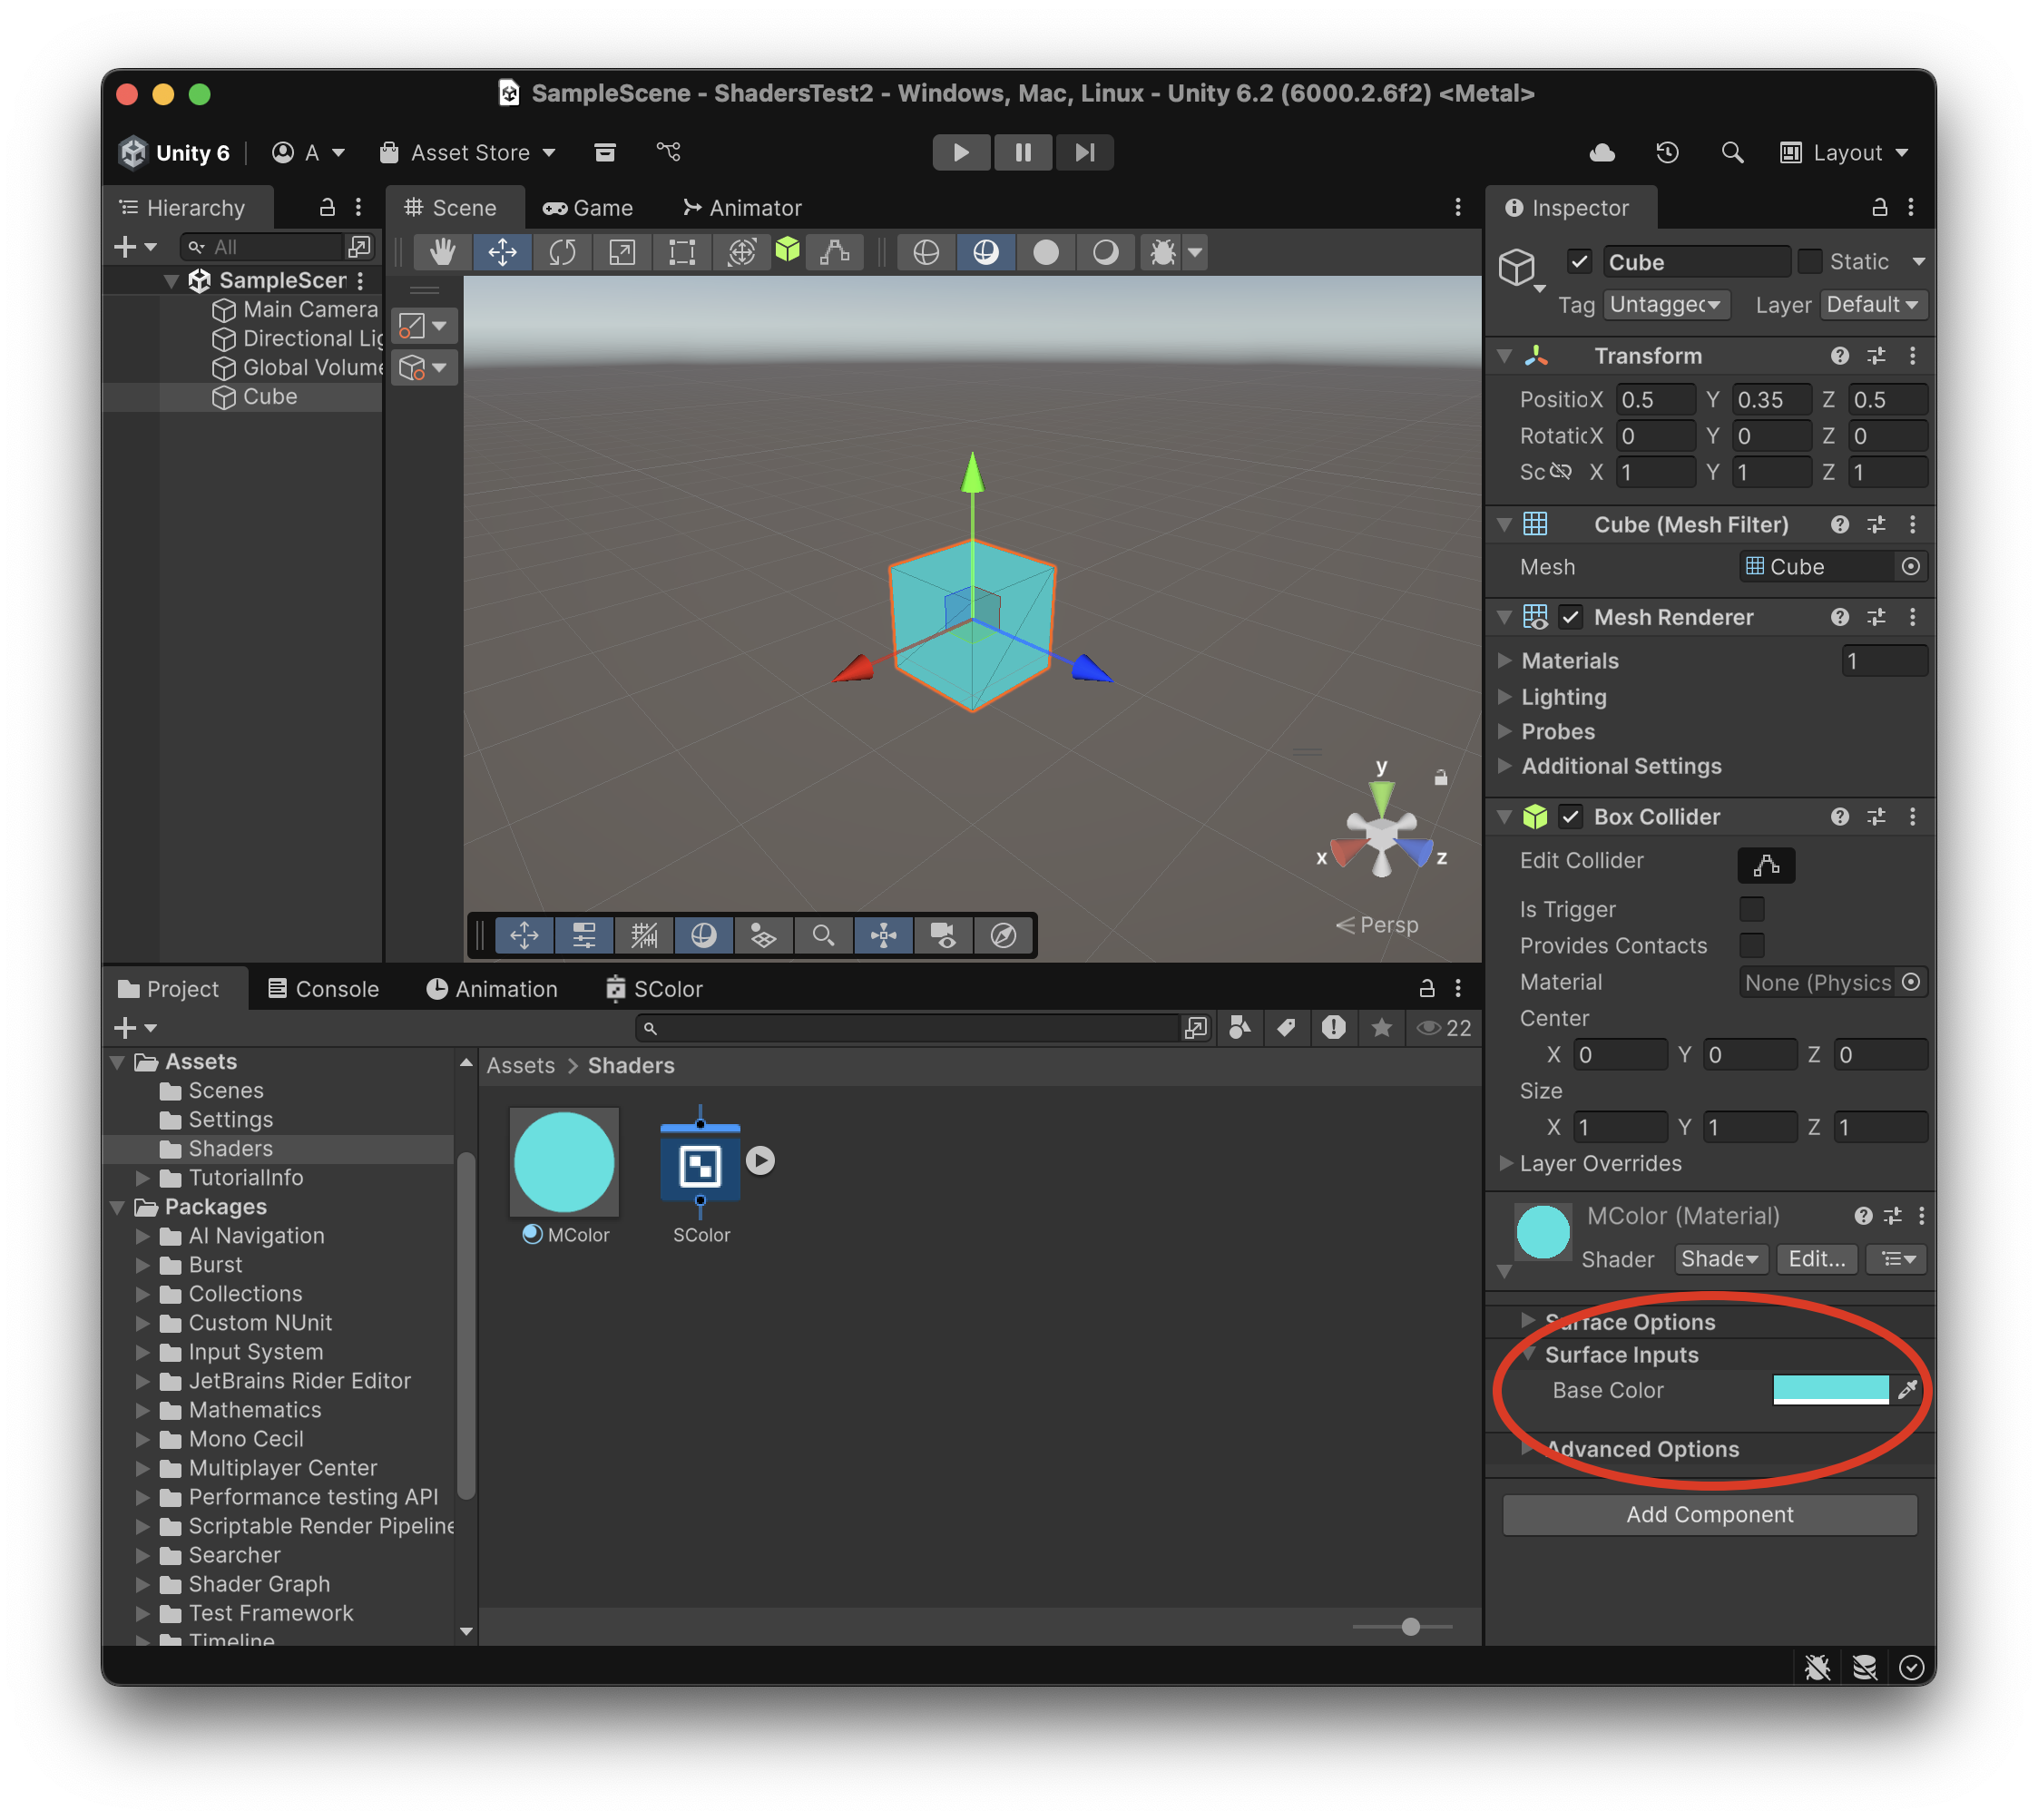 SampleScene - ShadersTest2 - Windows, Mac, Linux - Unity 6.2 (6000.2.6f2) <Metal>
Unity 6 A Asset Store Layout
Hierarchy
All
SampleScen
Main Camera
Directional Lig
Global Volume
Cube
Scene Game Animator
y
x
z
Persp
Inspector
Cube Static
Tag Untagged Layer Default
Transform
Positio X 0.5 Y 0.35 Z 0.5
Rotatic X 0 Y 0 Z 0
Sc X 1 Y 1 Z 1
Cube (Mesh Filter)
Mesh Cube
Mesh Renderer
Materials 1
Lighting
Probes
Additional Settings
Box Collider
Edit Collider
Is Trigger
Provides Contacts
Material None (Physics
Center
X 0 Y 0 Z 0
Size
X 1 Y 1 Z 1
Layer Overrides
MColor (Material)
Shader Shade Edit...
Surface Options
Surface Inputs
Base Color
Advanced Options
Add Component
Project Console Animation SColor
22
Assets
Scenes
Settings
Shaders
TutorialInfo
Packages
AI Navigation
Burst
Collections
Custom NUnit
Input System
JetBrains Rider Editor
Mathematics
Mono Cecil
Multiplayer Center
Performance testing API
Scriptable Render Pipeline
Searcher
Shader Graph
Test Framework
Timeline
Assets > Shaders
MColor
SColor